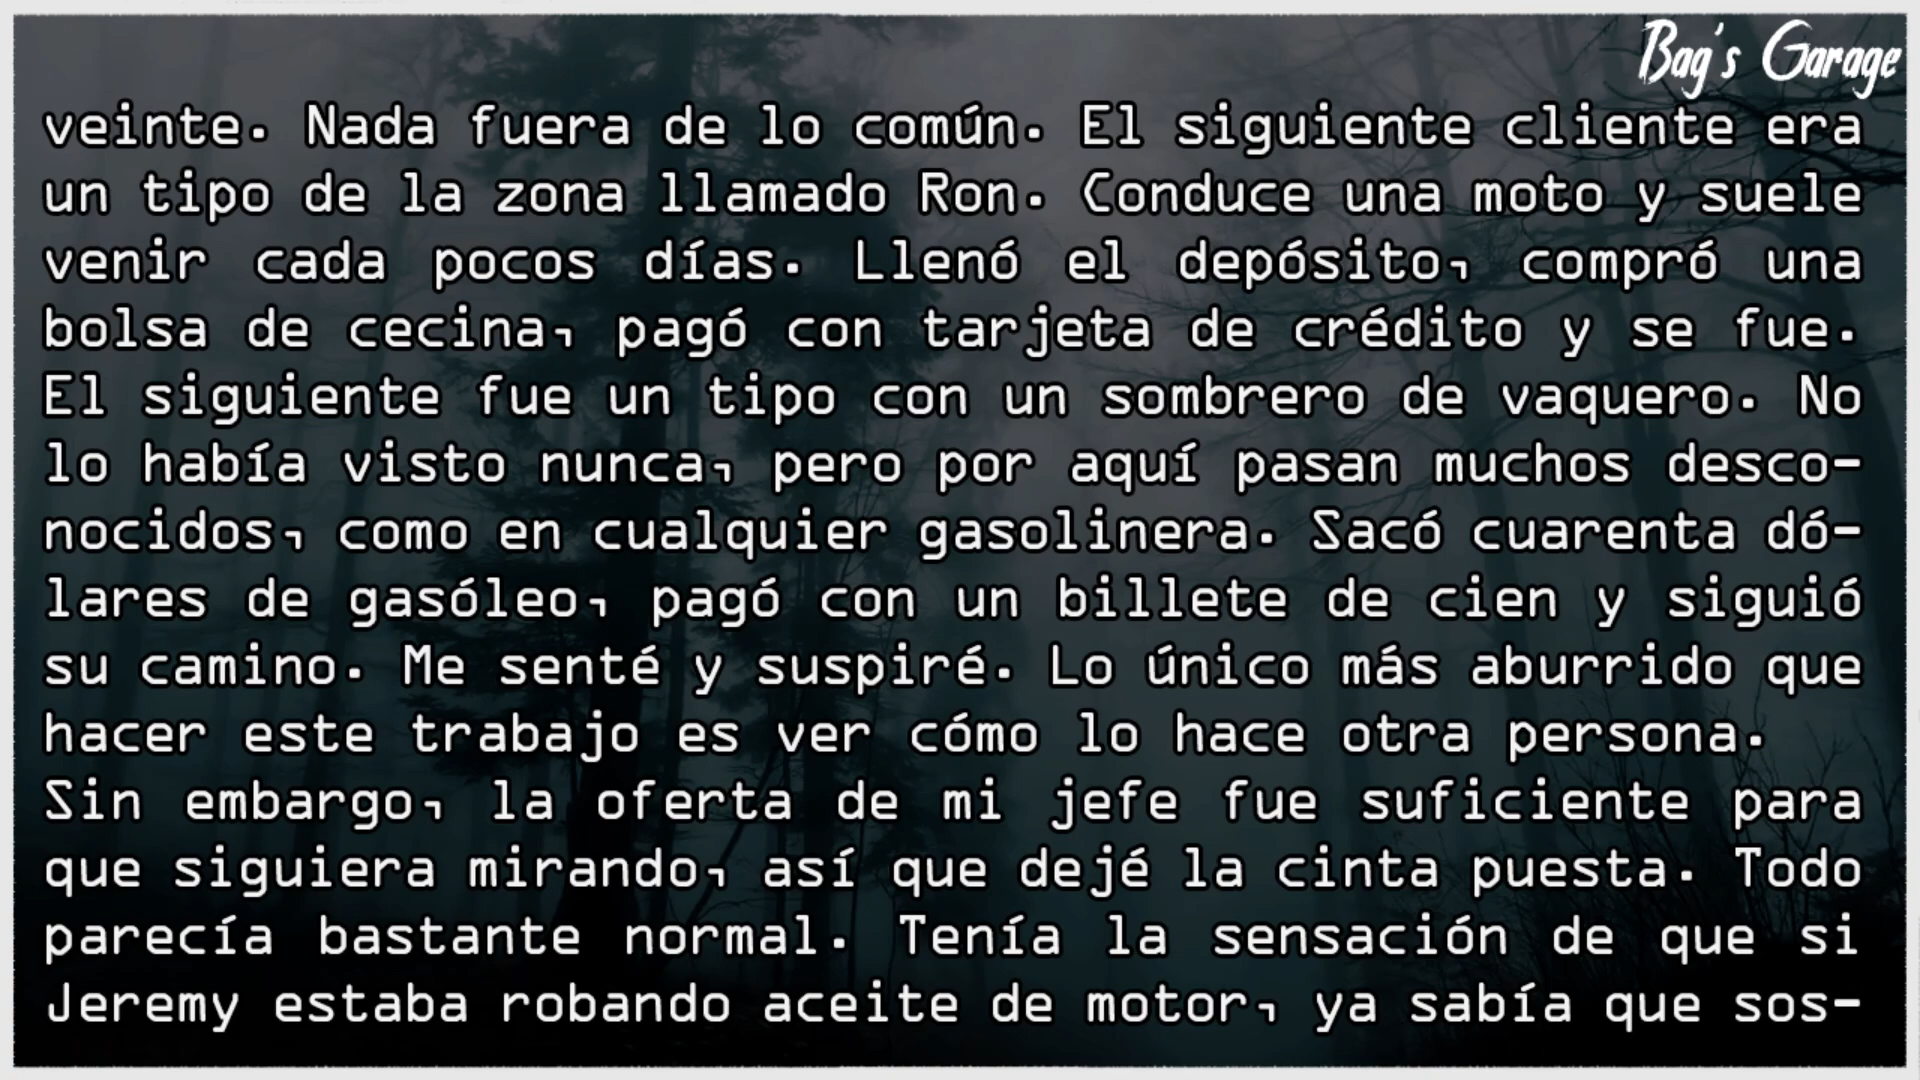 Bag's Garage
veinte. Nada fuera de lo común. El siguiente cliente era
un tipo de la zona llamado Ron. Conduce una moto y suele
venir cada pocos días. Llenó el depósito, compró una
bolsa de cecina, pagó con tarjeta de crédito y se fue.
El siguiente fue un tipo con un sombrero de vaquero. No
lo había visto nunca, pero por aquí pasan muchos desco-
nocidos, como en cualquier gasolinera. Sacó cuarenta dó-
lares de gasóleo, pagó con un billete de cien y siguió
su camino. Me senté y suspiré. Lo único más aburrido que
hacer este trabajo es ver cómo lo hace otra persona.
Sin embargo, la oferta de mi jefe fue suficiente para
que siguiera mirando, así que dejé la cinta puesta. Todo
parecía bastante normal. Tenía la sensación de que si
Jeremy estaba robando aceite de motor, ya sabía que sos-